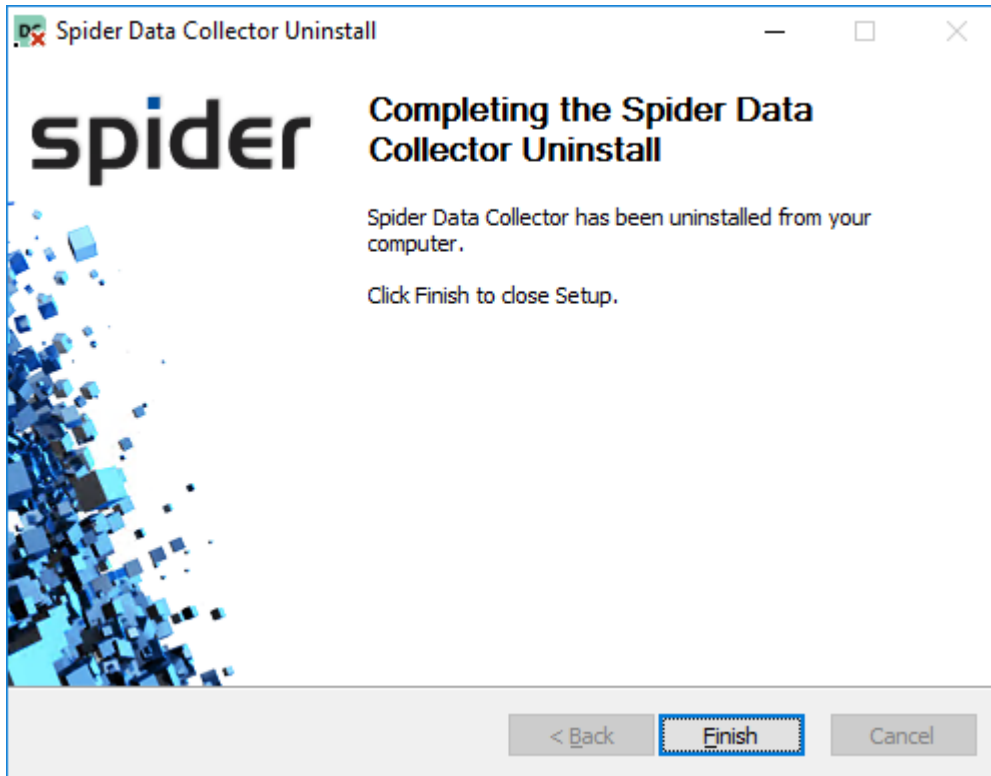 DC
Spider Data Collector Uninstall
spider
Completing the Spider Data
Collector Uninstall
Spider Data Collector has been uninstalled from your
computer.
Click Finish to close Setup.
< Back
Finish
Cancel